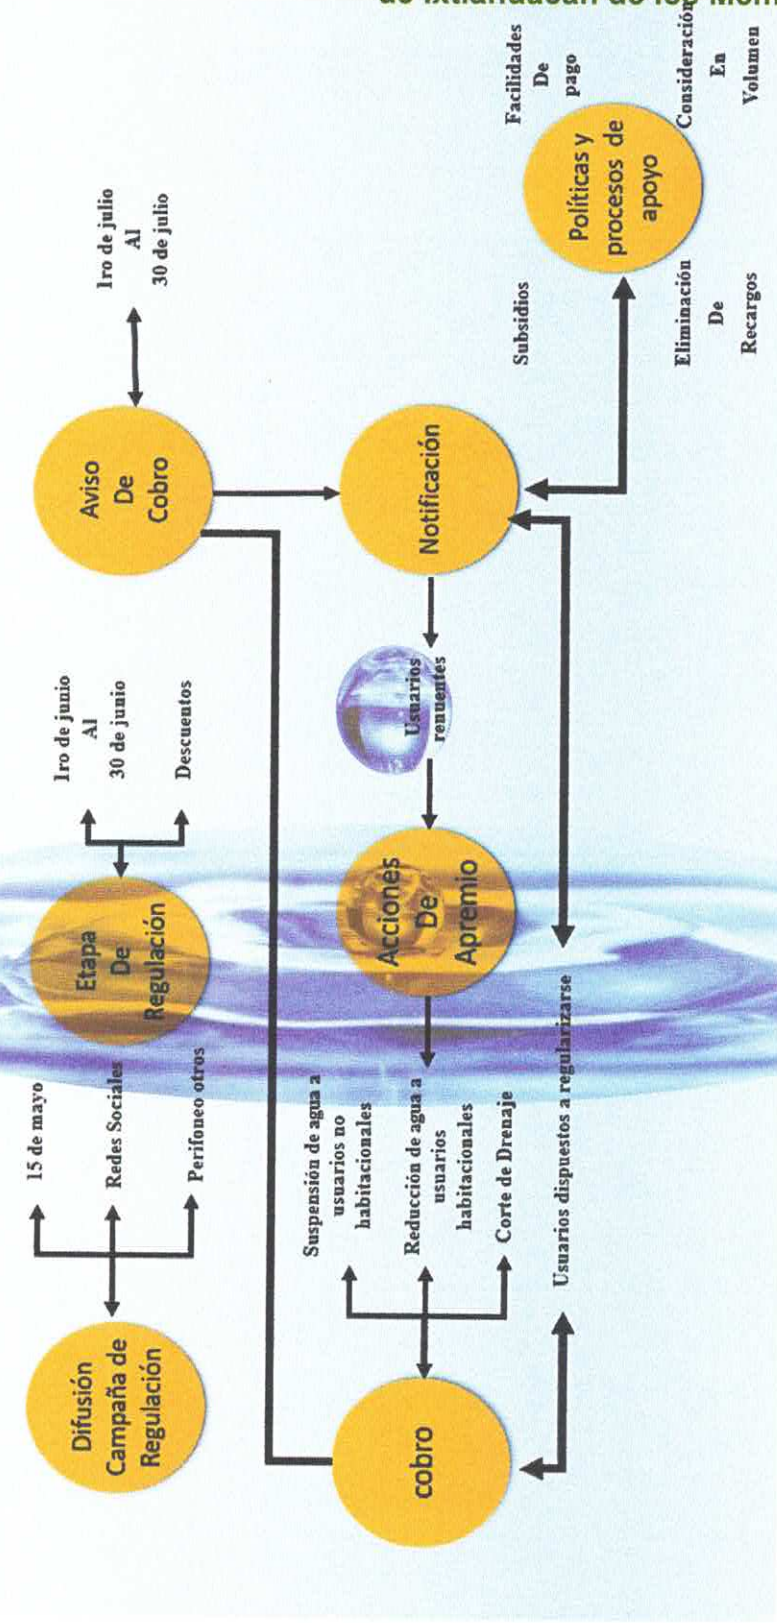 Difusión
Campaña de
Regulación
15 de mayo
Redes Sociales
Perifoneo otros
Etapa
De
Regulación
1ro de junio
Al
30 de junio
Descuentos
Aviso
De
Cobro
1ro de julio
Al
30 de julio
cobro
Suspensión de agua a
usuarios no
habitacionales
Reducción de agua a
usuarios
habitacionales
Corte de Drenaje
Acciones
De
Apremio
Usuarios
renuentes
Notificación
Usuarios dispuestos a regularizarse
Subsidios
Facilidades
De
pago
Políticas y
procesos de
apoyo
Eliminación
De
Recargos
Consideración
En
Volumen